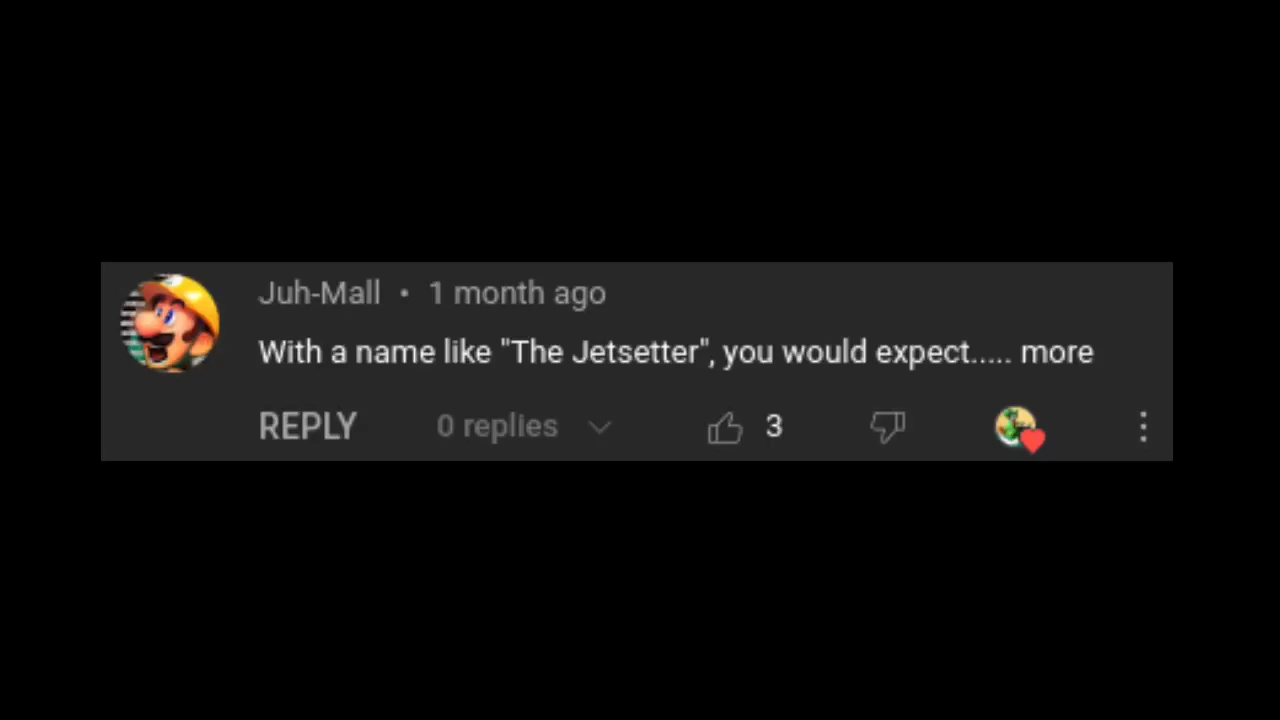 Juh-Mall • 1 month ago
With a name like "The Jetsetter", you would expect..... more
REPLY 0 replies 3